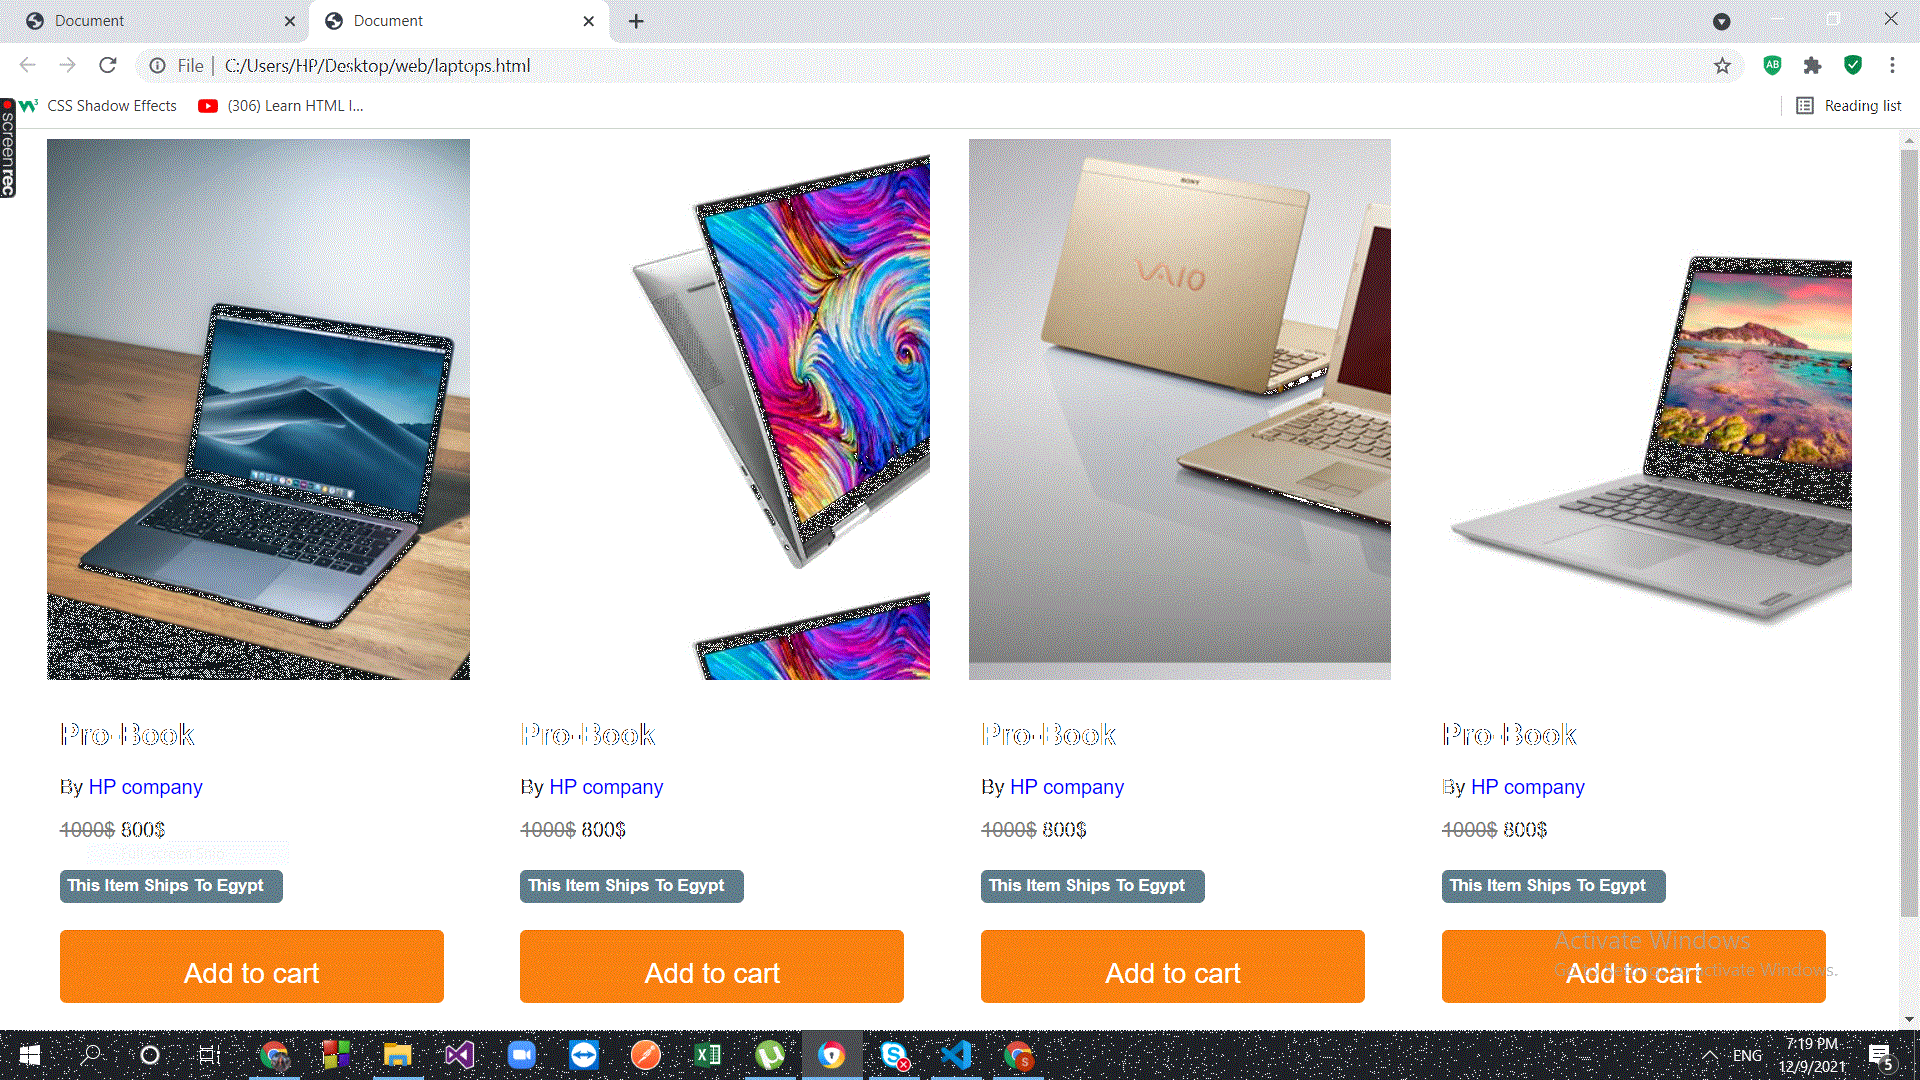 Document
Document
File | C:/Users/HP/Desktop/web/laptops.html
CSS Shadow Effects
(306) Learn HTML I...
Reading list
screenrec
SONY
VAIO
Pro-Book
By HP company
1000$ 800$
This Item Ships To Egypt
Add to cart
Pro-Book
By HP company
1000$ 800$
This Item Ships To Egypt
Add to cart
Pro-Book
By HP company
1000$ 800$
This Item Ships To Egypt
Add to cart
Pro-Book
By HP company
1000$ 800$
This Item Ships To Egypt
Add to cart
Activate Windows
Go to Settings to activate Windows.
ENG
7:19 PM
12/9/2021
5